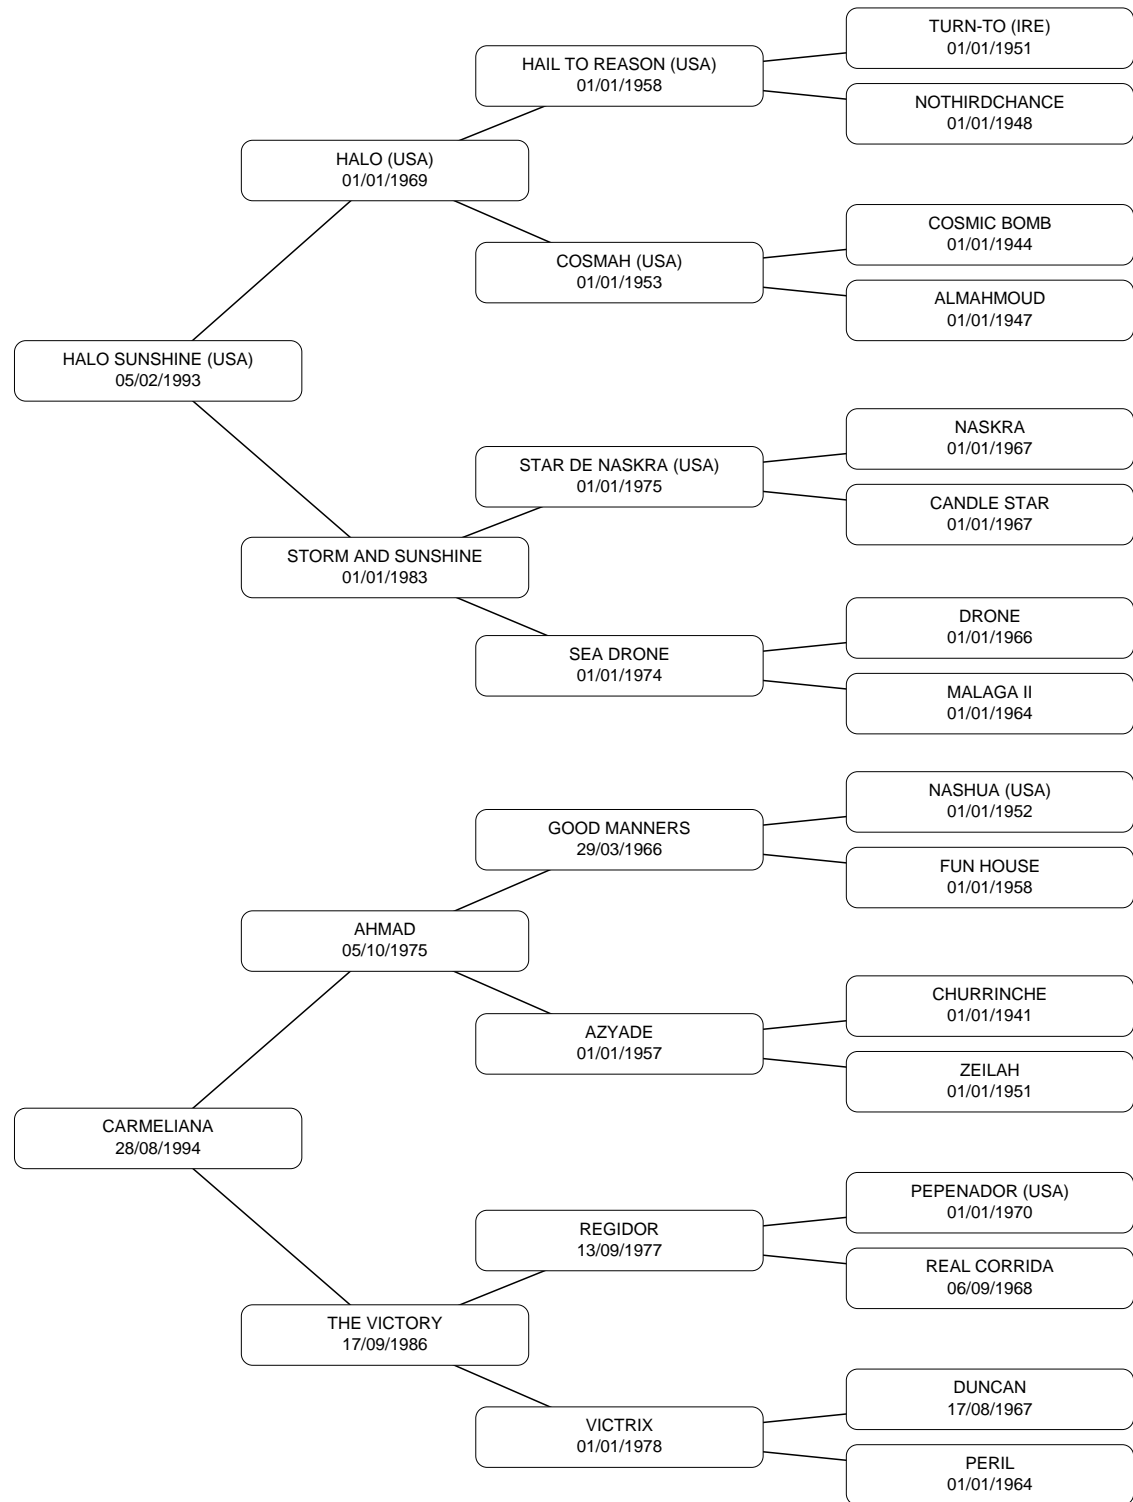 TURN-TO (IRE)
01/01/1951
HAIL TO REASON (USA)
01/01/1958
NOTHIRDCHANCE
01/01/1948
HALO (USA)
01/01/1969
COSMIC BOMB
01/01/1944
COSMAH (USA)
01/01/1953
ALMAHMOUD
01/01/1947
HALO SUNSHINE (USA)
05/02/1993
NASKRA
01/01/1967
STAR DE NASKRA (USA)
01/01/1975
CANDLE STAR
01/01/1967
STORM AND SUNSHINE
01/01/1983
DRONE
01/01/1966
SEA DRONE
01/01/1974
MALAGA II
01/01/1964
NASHUA (USA)
01/01/1952
GOOD MANNERS
29/03/1966
FUN HOUSE
01/01/1958
AHMAD
05/10/1975
CHURRINCHE
01/01/1941
AZYADE
01/01/1957
ZEILAH
01/01/1951
CARMELIANA
28/08/1994
PEPENADOR (USA)
01/01/1970
REGIDOR
13/09/1977
REAL CORRIDA
06/09/1968
THE VICTORY
17/09/1986
DUNCAN
17/08/1967
VICTRIX
01/01/1978
PERIL
01/01/1964